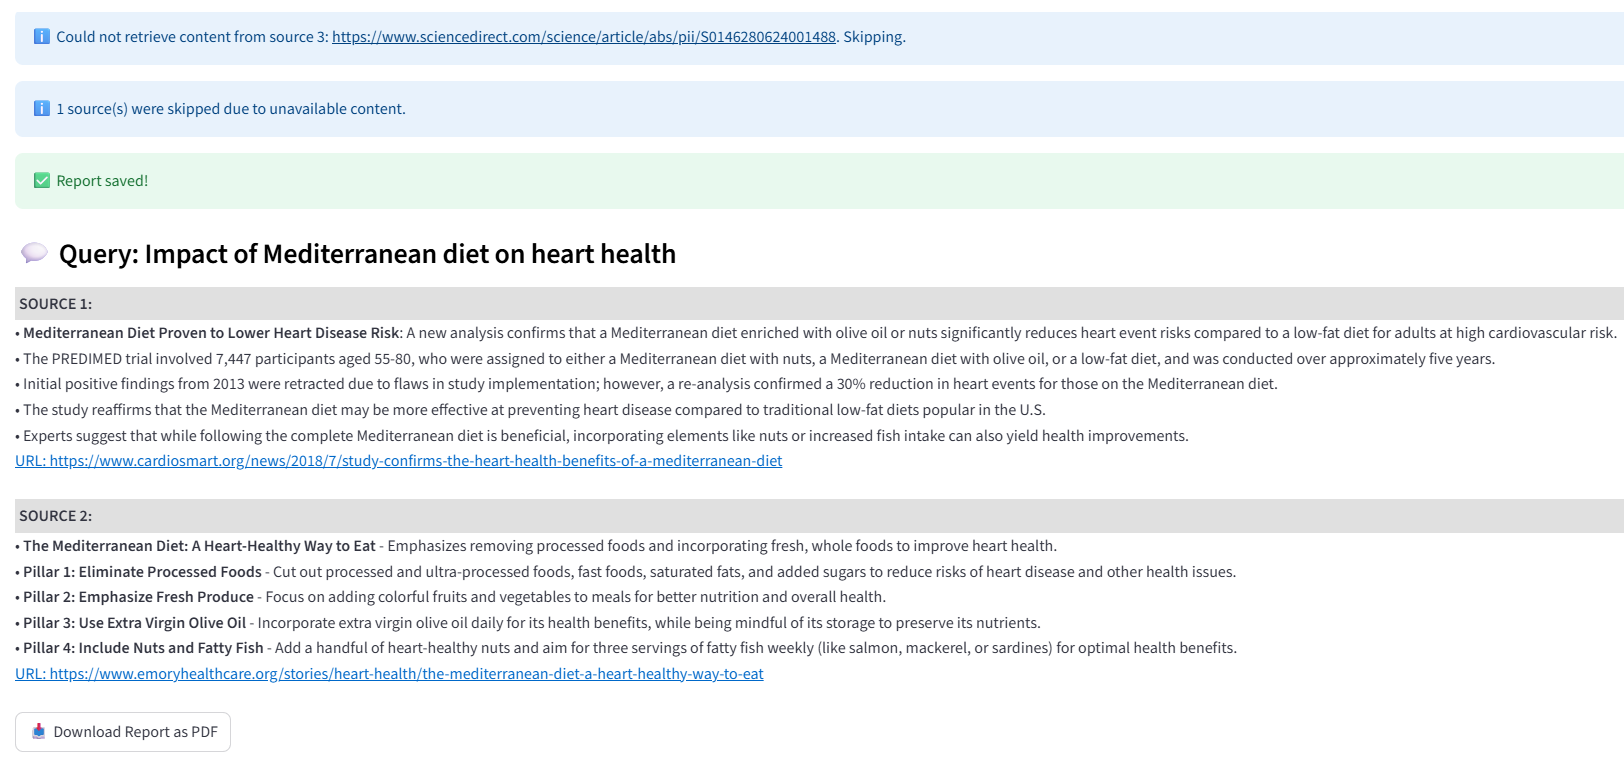 Could not retrieve content from source 3: https://www.sciencedirect.com/science/article/abs/pii/S0146280624001488. Skipping.
1 source(s) were skipped due to unavailable content.
Report saved!
Query: Impact of Mediterranean diet on heart health
SOURCE 1:
• Mediterranean Diet Proven to Lower Heart Disease Risk: A new analysis confirms that a Mediterranean diet enriched with olive oil or nuts significantly reduces heart event risks compared to a low-fat diet for adults at high cardiovascular risk.
• The PREDIMED trial involved 7,447 participants aged 55-80, who were assigned to either a Mediterranean diet with nuts, a Mediterranean diet with olive oil, or a low-fat diet, and was conducted over approximately five years.
• Initial positive findings from 2013 were retracted due to flaws in study implementation; however, a re-analysis confirmed a 30% reduction in heart events for those on the Mediterranean diet.
• The study reaffirms that the Mediterranean diet may be more effective at preventing heart disease compared to traditional low-fat diets popular in the U.S.
• Experts suggest that while following the complete Mediterranean diet is beneficial, incorporating elements like nuts or increased fish intake can also yield health improvements.
URL: https://www.cardiosmart.org/news/2018/7/study-confirms-the-heart-health-benefits-of-a-mediterranean-diet
SOURCE 2:
• The Mediterranean Diet: A Heart-Healthy Way to Eat - Emphasizes removing processed foods and incorporating fresh, whole foods to improve heart health.
• Pillar 1: Eliminate Processed Foods - Cut out processed and ultra-processed foods, fast foods, saturated fats, and added sugars to reduce risks of heart disease and other health issues.
• Pillar 2: Emphasize Fresh Produce - Focus on adding colorful fruits and vegetables to meals for better nutrition and overall health.
• Pillar 3: Use Extra Virgin Olive Oil - Incorporate extra virgin olive oil daily for its health benefits, while being mindful of its storage to preserve its nutrients.
• Pillar 4: Include Nuts and Fatty Fish - Add a handful of heart-healthy nuts and aim for three servings of fatty fish weekly (like salmon, mackerel, or sardines) for optimal health benefits.
URL: https://www.emoryhealthcare.org/stories/heart-health/the-mediterranean-diet-a-heart-healthy-way-to-eat
Download Report as PDF